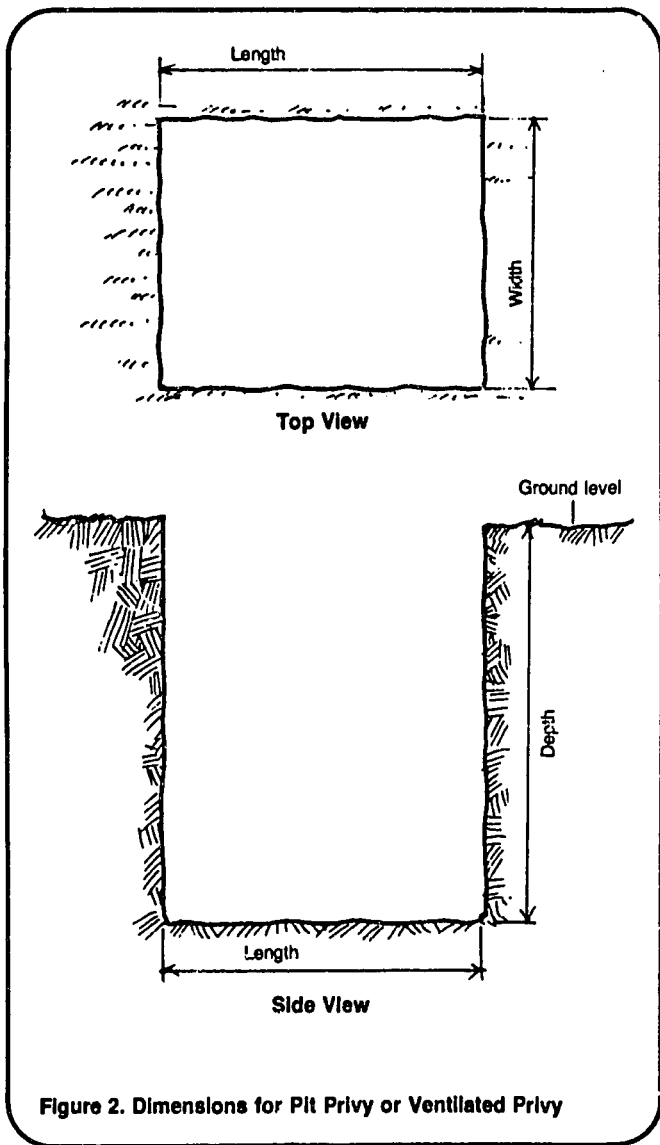 Length
Width
Top View
Ground level
Depth
Length
Side View
Figure 2. Dimensions for Pit Privy or Ventilated Privy